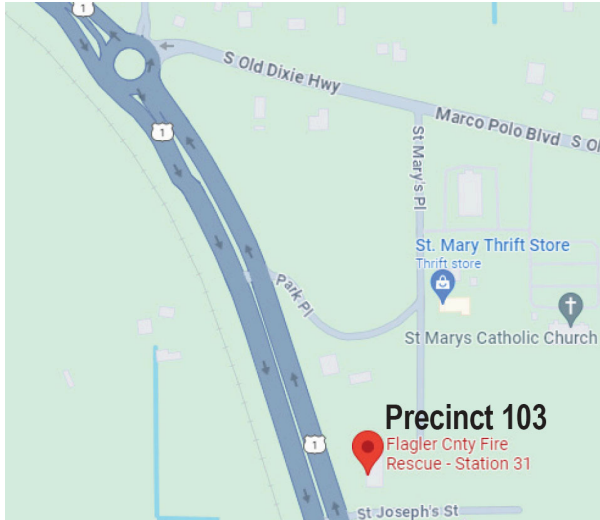 1
S Old Dixie Hwy
Marco Polo Blvd S Ol
1
St Mary's Pl
St. Mary Thrift Store
Thrift store
Park Pl
St Marys Catholic Church
Precinct 103
Flagler Cnty Fire
Rescue - Station 31
1
St Joseph's St